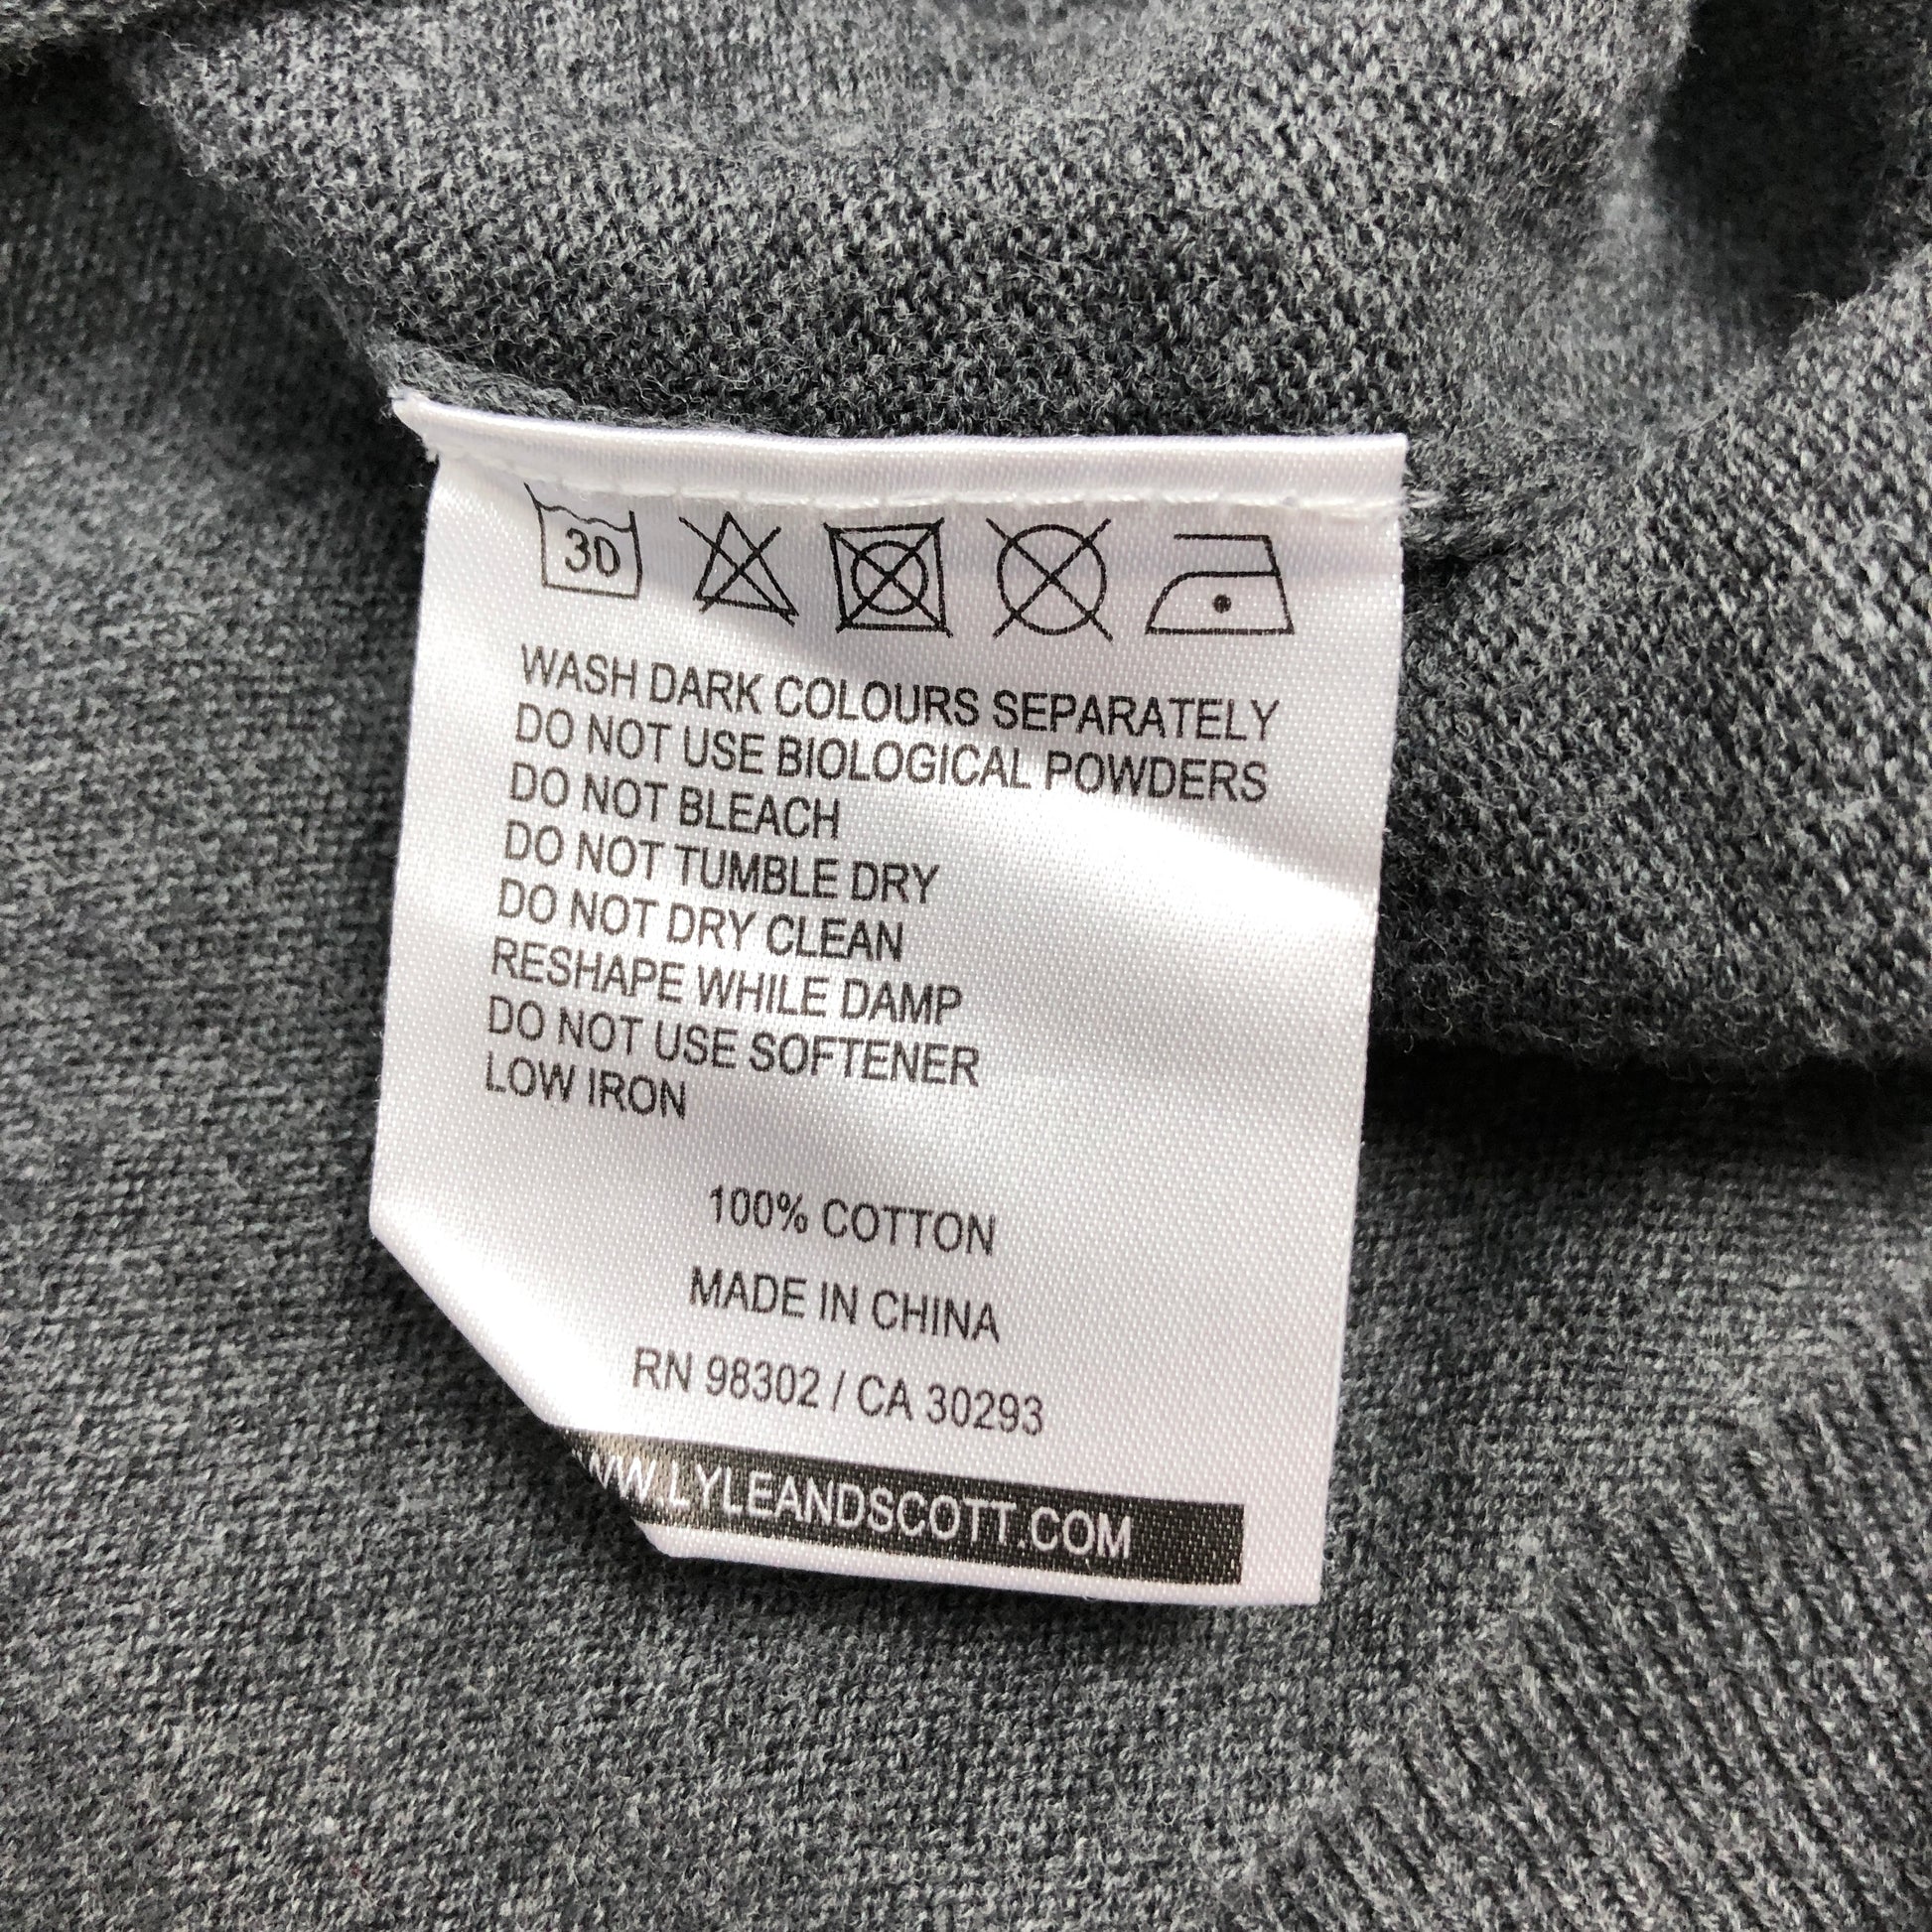 30
WASH DARK COLOURS SEPARATELY
DO NOT USE BIOLOGICAL POWDERS
DO NOT BLEACH
DO NOT TUMBLE DRY
DO NOT DRY CLEAN
RESHAPE WHILE DAMP
DO NOT USE SOFTENER
LOW IRON
100% COTTON
MADE IN CHINA
RN 98302 / CA 30293
WW.LYLEANDSCOTT.COM